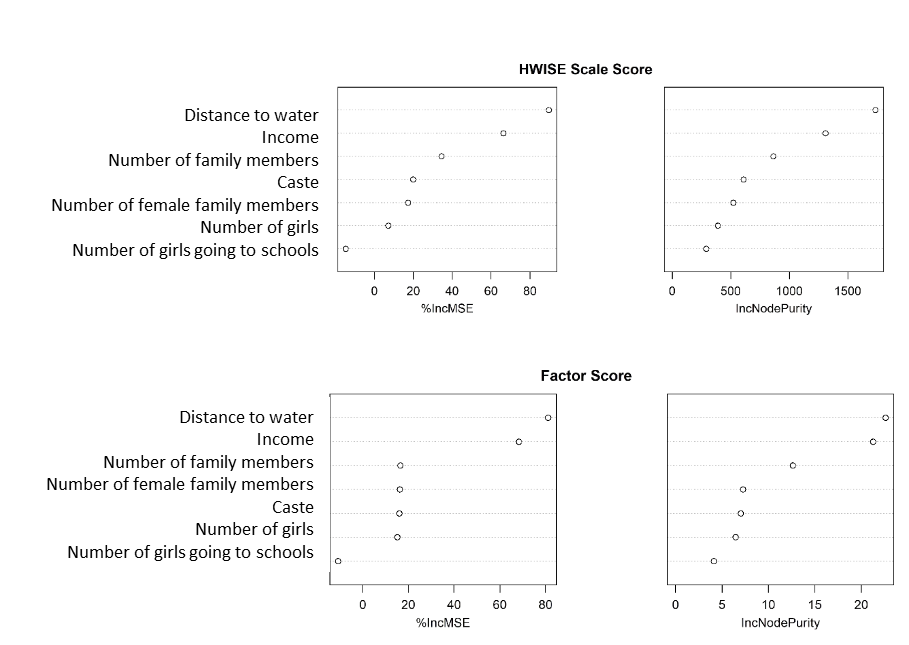 HWISE Scale Score
Distance to water
Income
Number of family members
Caste
Number of female family members
Number of girls
Number of girls going to schools
0 20 40 60 80
%IncMSE
0 500 1000 1500
IncNodePurity
Factor Score
Distance to water
Income
Number of family members
Number of female family members
Caste
Number of girls
Number of girls going to schools
0 20 40 60 80
%IncMSE
0 5 10 15 20
IncNodePurity